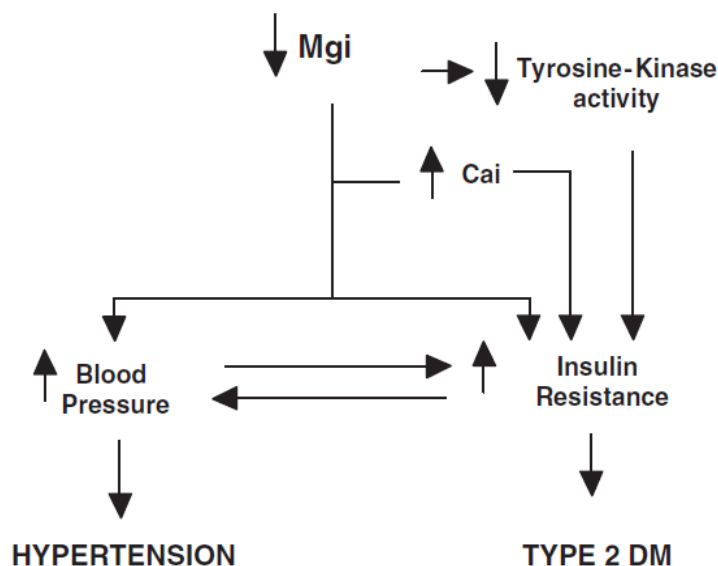 Mgi
Tyrosine-Kinase
activity
Cai
Blood
Pressure
Insulin
Resistance
HYPERTENSION
TYPE 2 DM